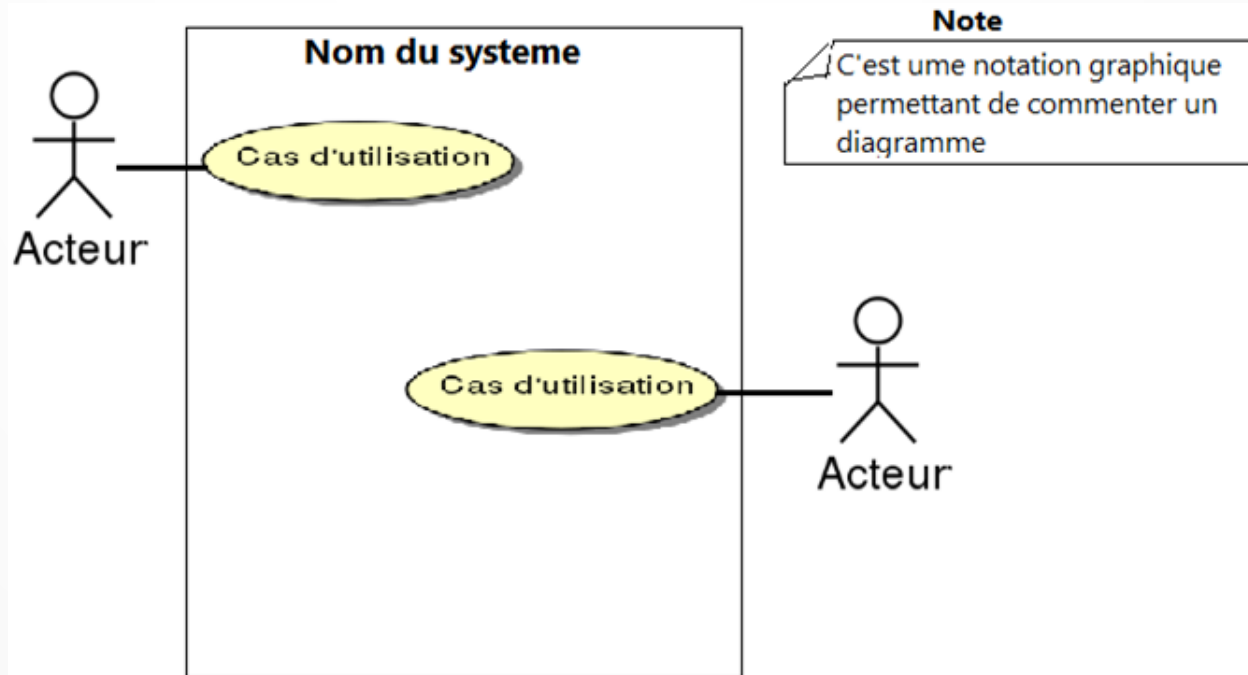 Note
Nom du systeme
C'est ume notation graphique
permettant de commenter un
diagramme
Cas d'utilisation
Acteur
Cas d'utilisation
Acteur